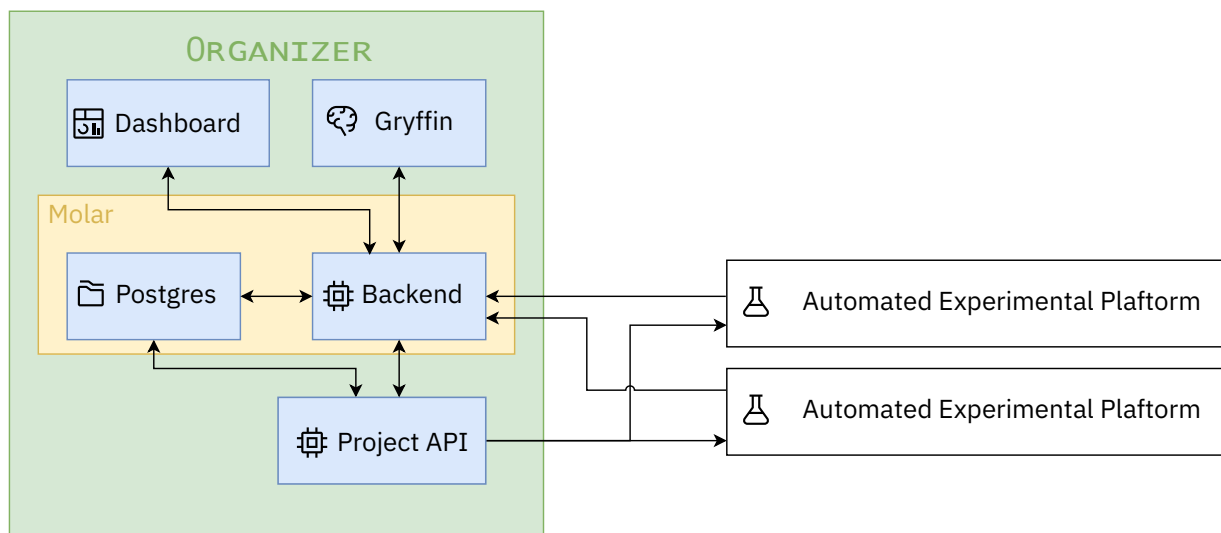 ORGANIZER
Dashboard
Gryffin
Molar
Postgres
Backend
Automated Experimental Plaftorm
Automated Experimental Plaftorm
Project API